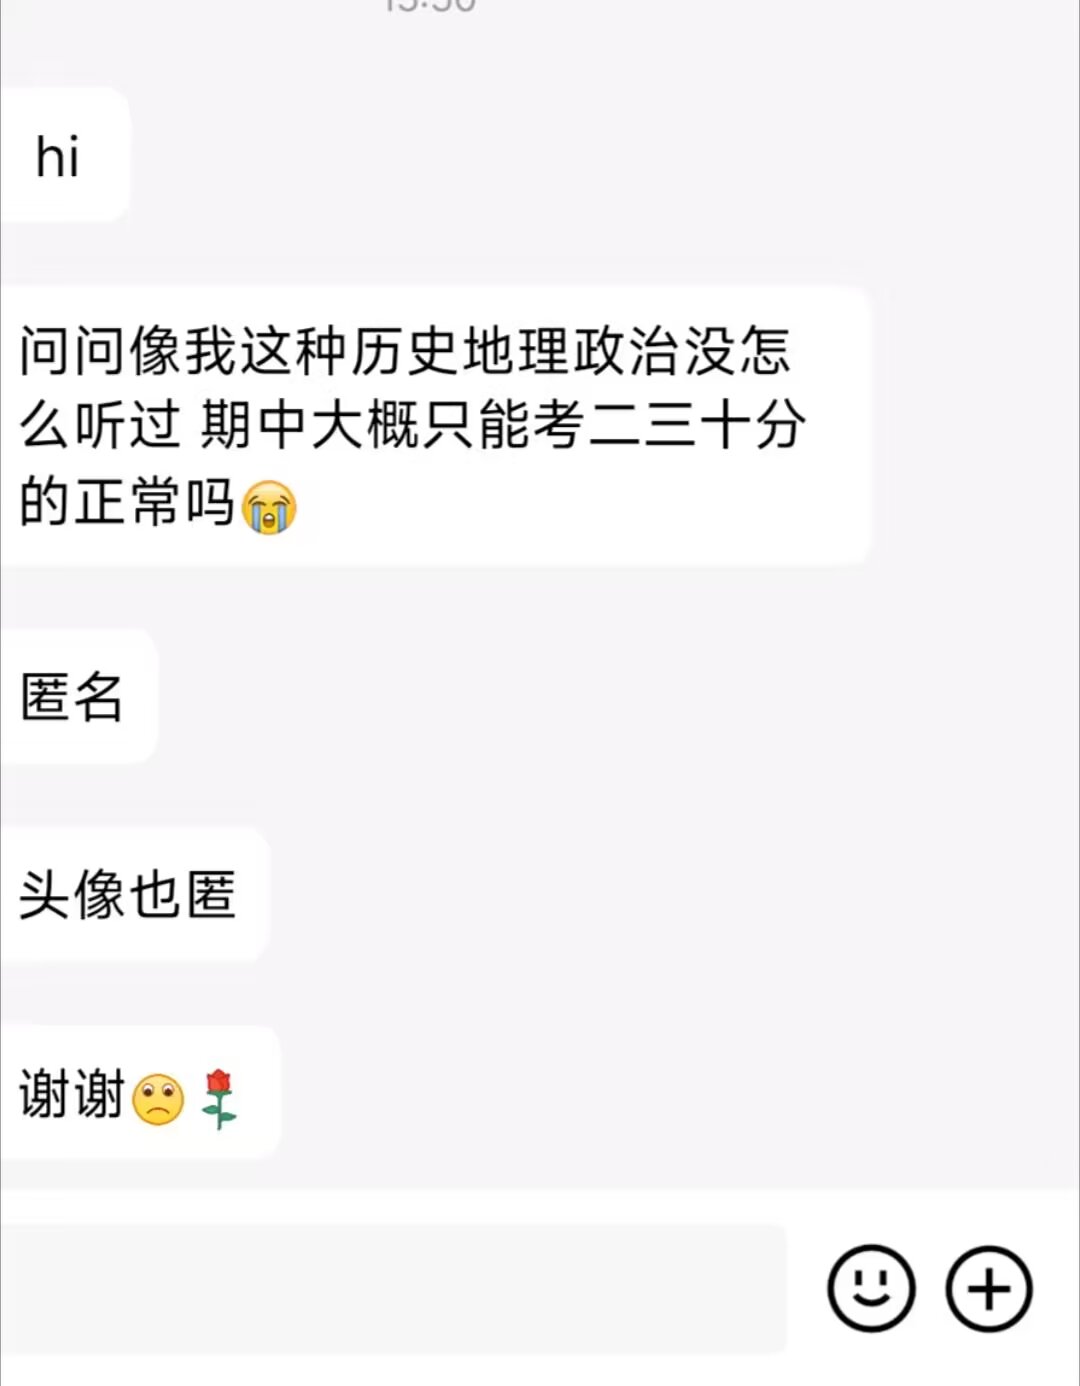 hi
问问像我这种历史地理政治没怎
么听过 期中大概只能考二三十分
的正常吗😭
匿名
头像也匿
谢谢🙁🌹